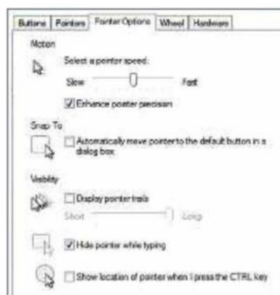 Buttons Pointers Pointer Options Wheel Hardware
Motion
Select a pointer speed:
Slow Fast
Enhance pointer precision
Snap To
Automatically move pointer to the default button in a
dialog box
Visibility
Display pointer trails
Short Long
Hide pointer while typing
Show location of pointer when I press the CTRL key